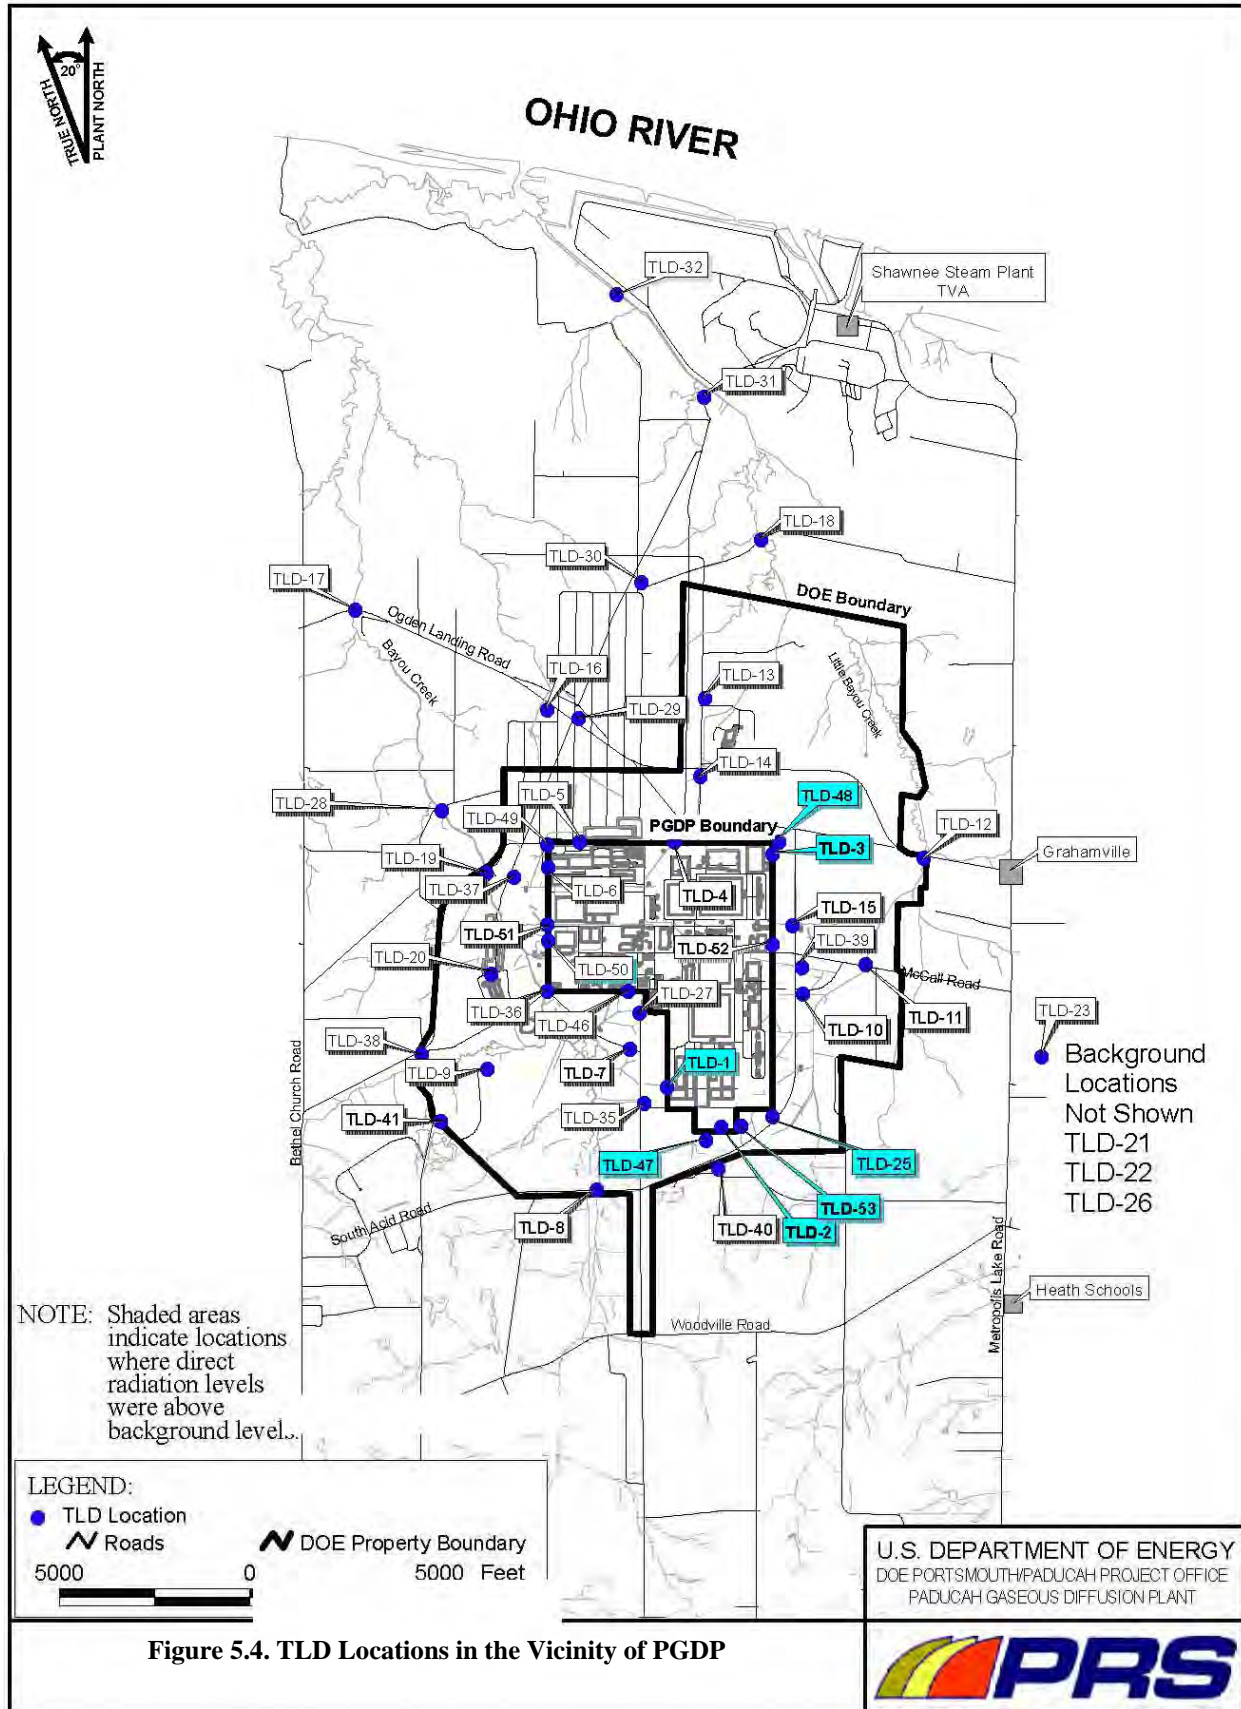 TRUE NORTH
20°
PLANT NORTH
OHIO RIVER
TLD-32
Shawnee Steam Plant
TVA
TLD-31
TLD-18
TLD-30
TLD-17
DOE Boundary
Ogden Landing Road
Bayou Creek
Little Bayou Creek
TLD-16
TLD-13
TLD-29
TLD-14
TLD-28
TLD-5
TLD-48
TLD-49
PGDP Boundary
TLD-3
TLD-12
Grahamville
TLD-19
TLD-37
TLD-6
TLD-4
TLD-15
TLD-51
TLD-52
TLD-39
TLD-20
TLD-50
McCall Road
TLD-36
TLD-46
TLD-27
TLD-10
TLD-11
TLD-23
TLD-38
TLD-9
TLD-7
TLD-1
Background
Locations
Not Shown
TLD-21
TLD-22
TLD-26
Bethel Church Road
TLD-41
TLD-35
TLD-47
TLD-25
TLD-8
TLD-40
TLD-53
TLD-2
South Acid Road
Metropolis Lake Road
Heath Schools
Woodville Road
NOTE: Shaded areas
indicate locations
where direct
radiation levels
were above
background levels.
LEGEND:
TLD Location
Roads
DOE Property Boundary
5000 0 5000 Feet
U.S. DEPARTMENT OF ENERGY
DOE PORTSMOUTH/PADUCAH PROJECT OFFICE
PADUCAH GASEOUS DIFFUSION PLANT
Figure 5.4. TLD Locations in the Vicinity of PGDP
PRS